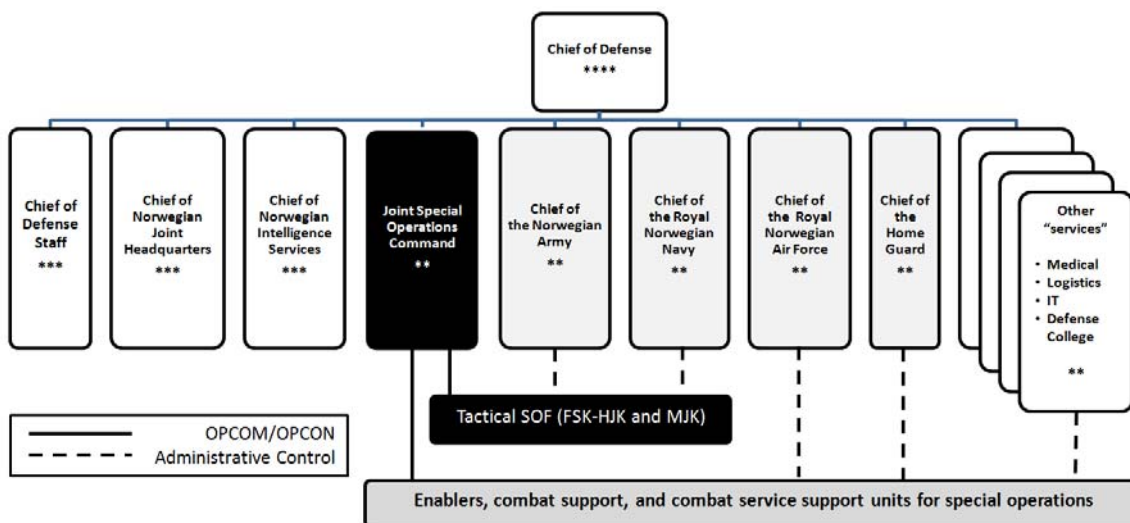 Chief of Defense
****
Chief of
Defense
Staff
***
Chief of
Norwegian
Joint
Headquarters
***
Chief of
Norwegian
Intelligence
Services
***
Joint Special
Operations
Command
**
Chief of
the Norwegian
Army
**
Chief of
the Royal
Norwegian
Navy
**
Chief of
the Royal
Norwegian
Air Force
**
Chief of
the
Home
Guard
**
Other
“services”
• Medical
• Logistics
• IT
• Defense
College
**
Tactical SOF (FSK-HJK and MJK)
OPCOM/OPCON
Administrative Control
Enablers, combat support, and combat service support units for special operations